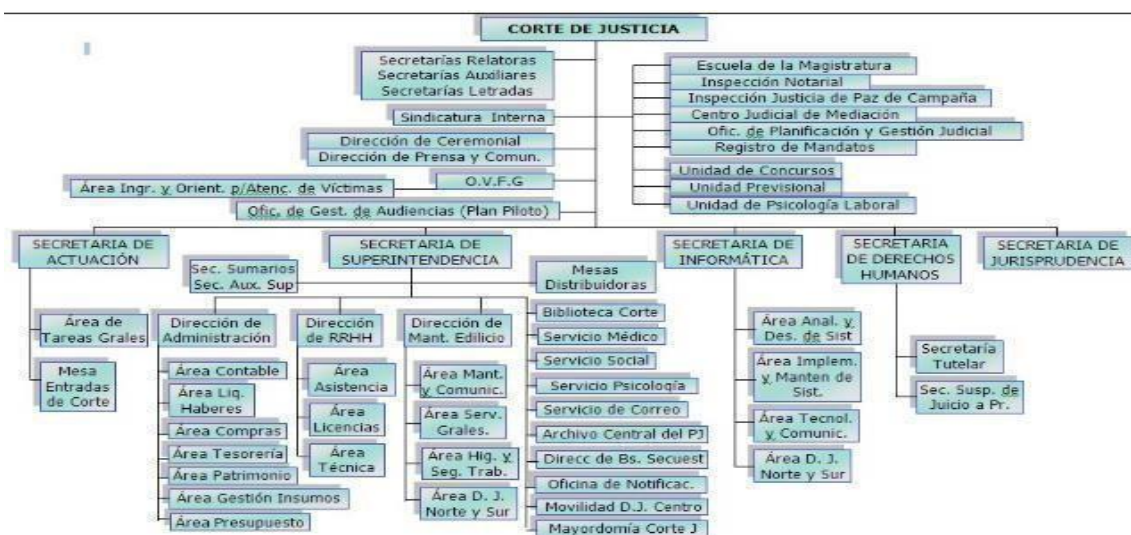 CORTE DE JUSTICIA
Secretarías Relatoras
Secretarías Auxiliares
Secretarías Letradas
Sindicatura Interna
Dirección de Ceremonial
Dirección de Prensa y Comun.
O.V.F.G
Área Ingr. y Orient. p/Atenc. de Víctimas
Ofic. de Gest. de Audiencias (Plan Piloto)
Escuela de la Magistratura
Inspección Notarial
Inspección Justicia de Paz de Campaña
Centro Judicial de Mediación
Ofic. de Planificación y Gestión Judicial
Registro de Mandatos
Unidad de Concursos
Unidad Previsional
Unidad de Psicología Laboral
SECRETARIA DE
ACTUACIÓN
Área de
Tareas Grales
Mesa
Entradas
de Corte
SECRETARIA DE
SUPERINTENDENCIA
Sec. Sumarios
Sec. Aux. Sup
Mesas
Distribuidoras
Dirección de
Administración
Área Contable
Área Liq.
Haberes
Área Compras
Área Tesorería
Área Patrimonio
Área Gestión Insumos
Área Presupuesto
Dirección
de RRHH
Área
Asistencia
Área
Licencias
Área
Técnica
Dirección de
Mant. Edilicio
Área Mant.
y Comunic.
Área Serv.
Grales.
Área Hig. y
Seg. Trab.
Área D. J.
Norte y Sur
Biblioteca Corte
Servicio Médico
Servicio Social
Servicio Psicología
Servicio de Correo
Archivo Central del PJ
Direcc de Bs. Secuest
Oficina de Notificac.
Movilidad D.J. Centro
Mayordomía Corte J
SECRETARIA DE
INFORMÁTICA
Área Anal. y
Des. de Sist
Área Implem.
y Manten de
Sist.
Área Tecnol.
y Comunic.
Área D. J.
Norte y Sur
SECRETARIA
DE DERECHOS
HUMANOS
Secretaría
Tutelar
Sec. Susp. de
Juicio a Pr.
SECRETARIA DE
JURISPRUDENCIA